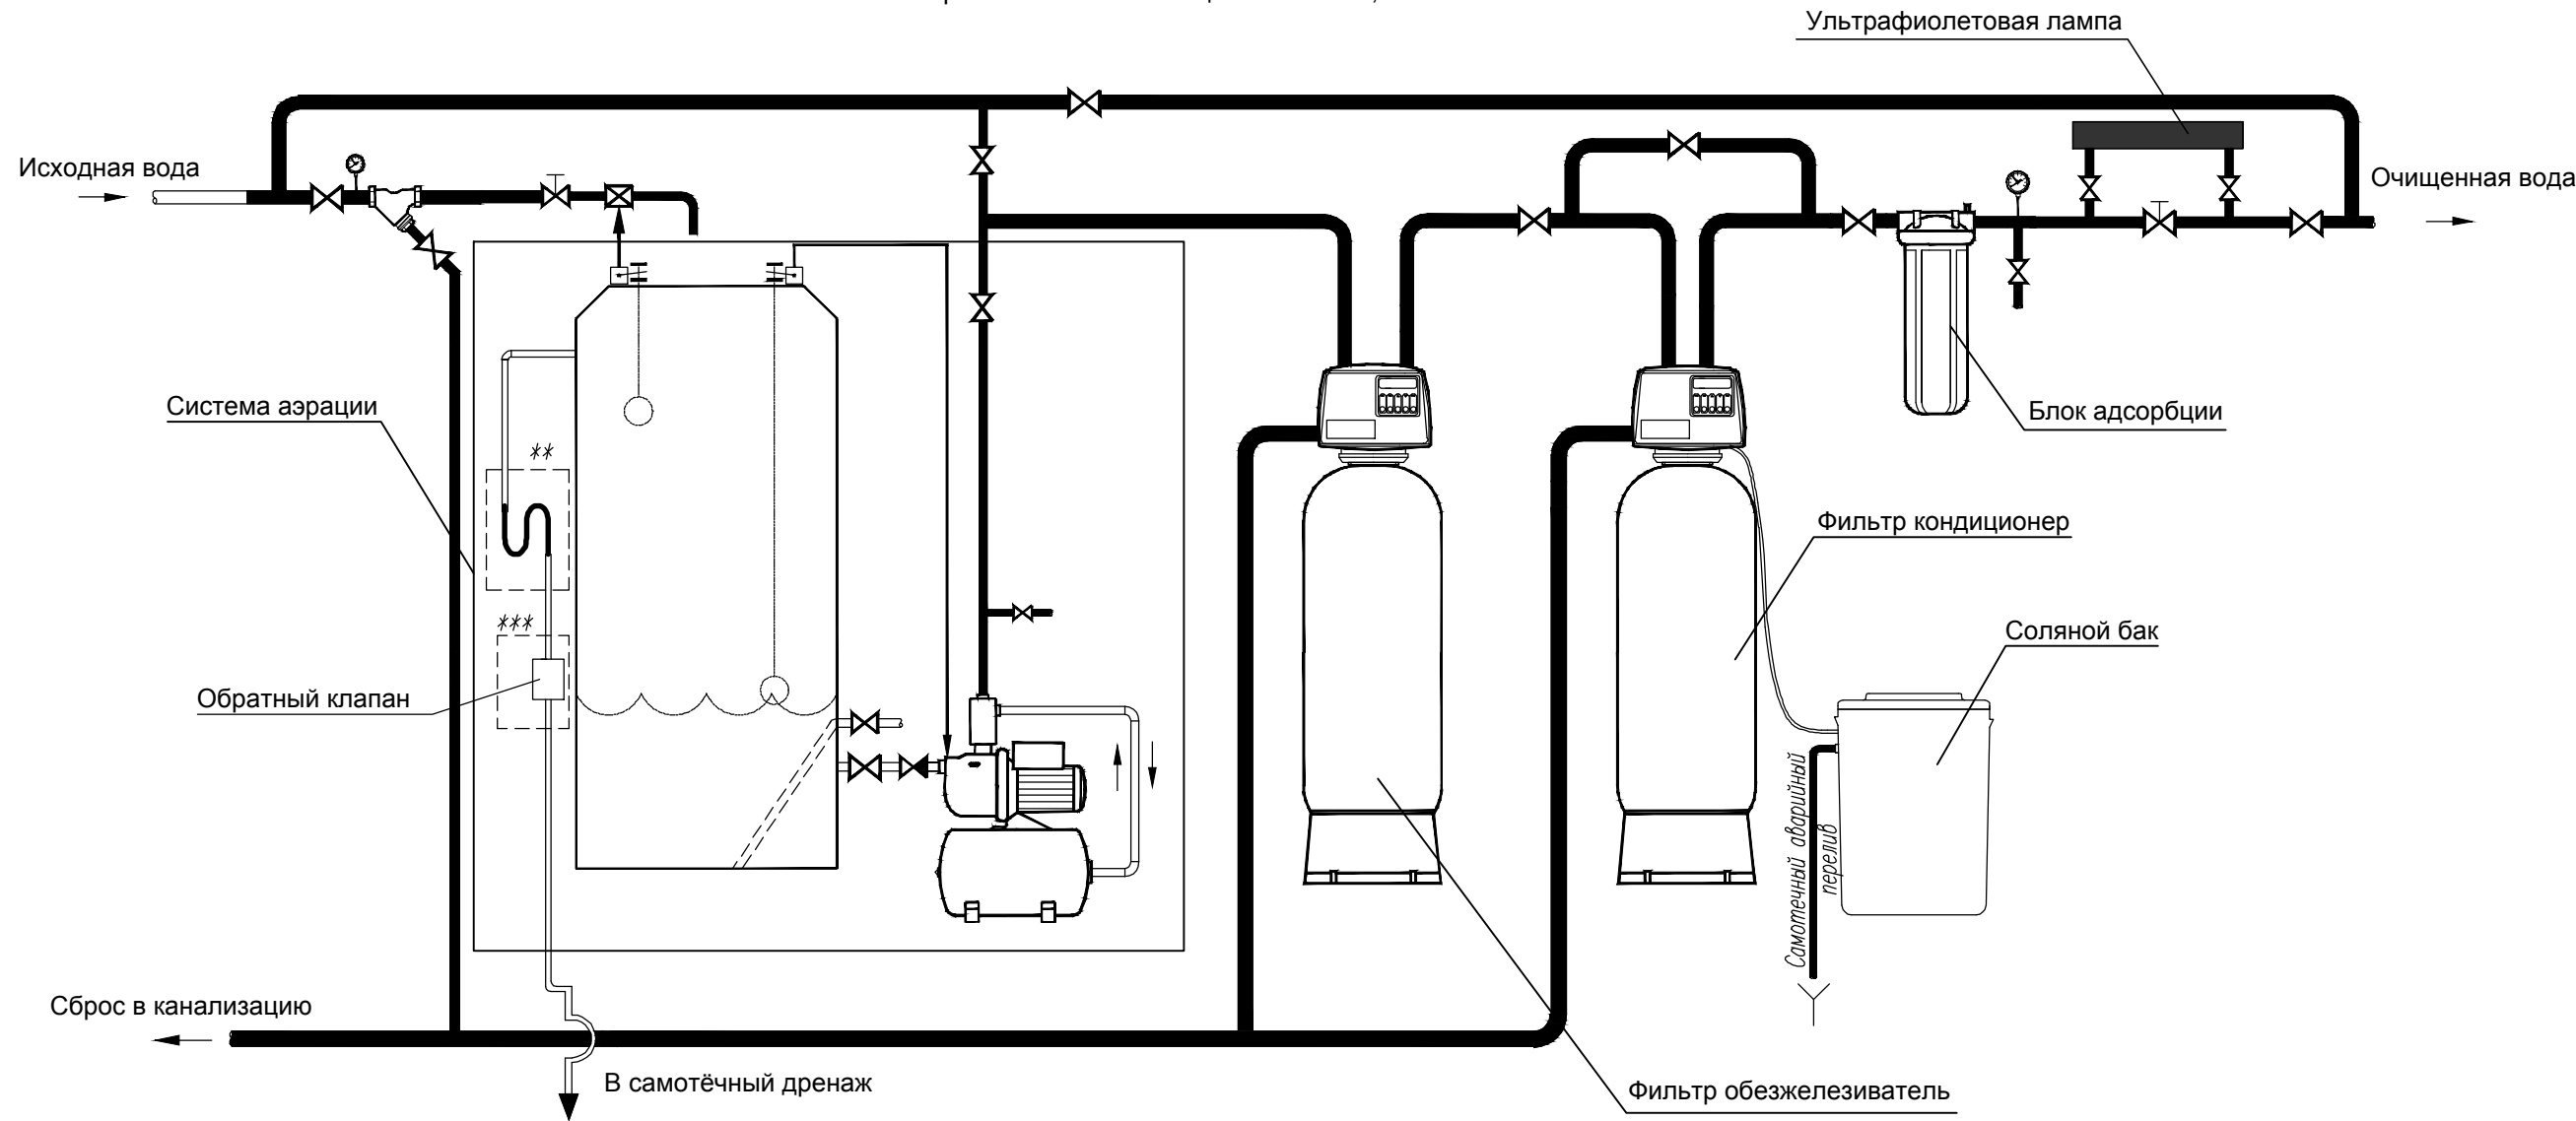 Ультрафиолетовая лампа
Исходная вода
Очищенная вода
Система аэрации
Блок адсорбции
**
Фильтр кондиционер
***
Соляной бак
Обратный клапан
Самотечный аварийный
перелив
Сброс в канализацию
В самотёчный дренаж
Фильтр обезжелезиватель